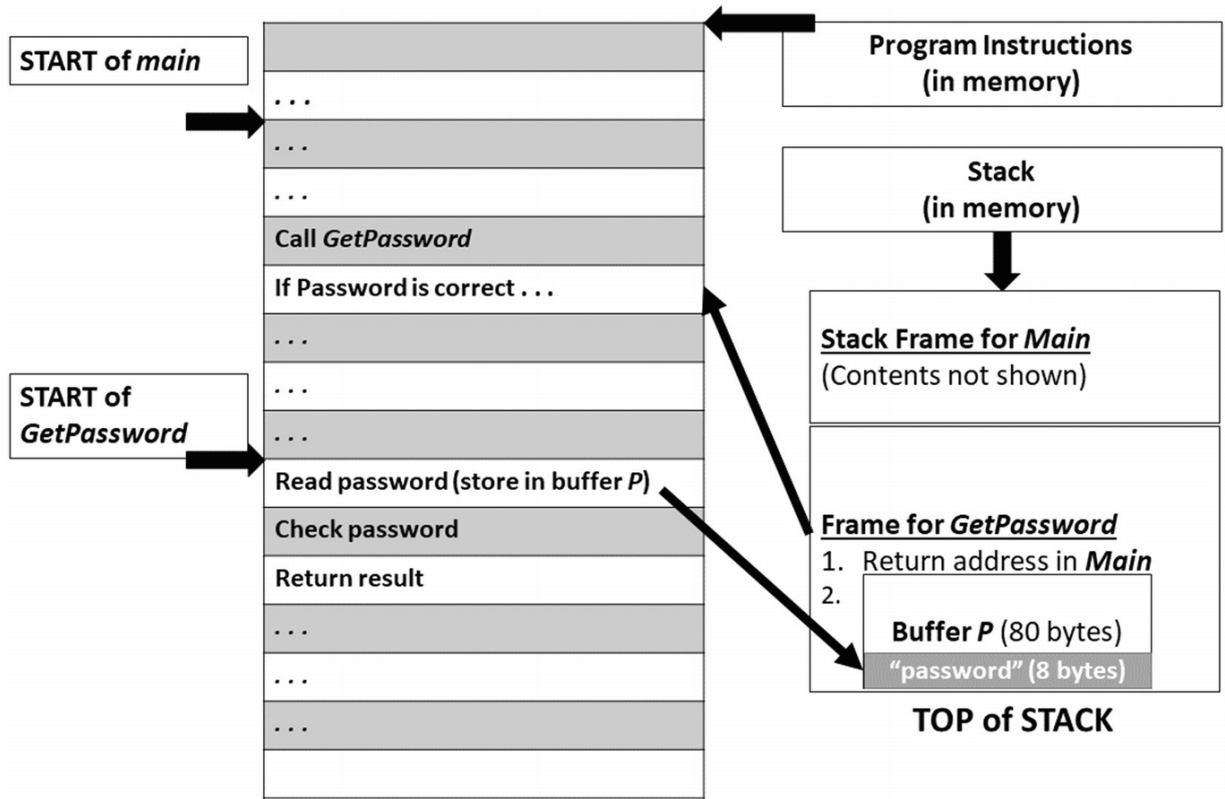 START of main
. . .
. . .
. . .
Call GetPassword
If Password is correct . . .
. . .
. . .
. . .
START of
GetPassword
Read password (store in buffer P)
Check password
Return result
. . .
. . .
. . .
Program Instructions
(in memory)
Stack
(in memory)
Stack Frame for Main
(Contents not shown)
Frame for GetPassword
1. Return address in Main
2.
Buffer P (80 bytes)
“password” (8 bytes)
TOP of STACK